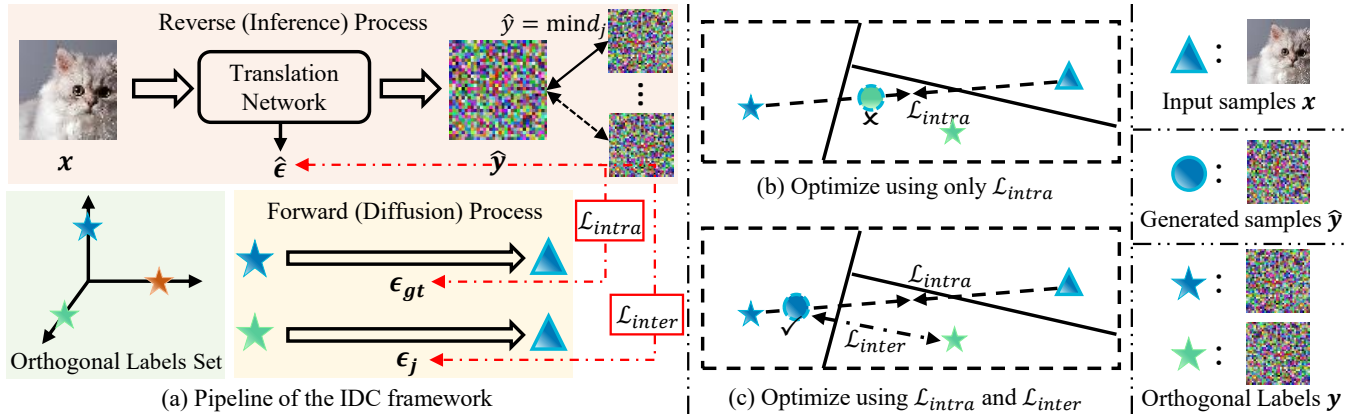 Reverse (Inference) Process
ŷ = mind_j
Translation
Network
x
ϵ̂
ŷ
⋮
Forward (Diffusion) Process
ℒ_intra
ϵ_gt
ℒ_inter
ϵ_j
Orthogonal Labels Set
(a) Pipeline of the IDC framework
ℒ_intra
×
(b) Optimize using only ℒ_intra
ℒ_intra
✓
ℒ_inter
(c) Optimize using ℒ_intra and ℒ_inter
:
Input samples x
:
Generated samples ŷ
:
:
Orthogonal Labels y